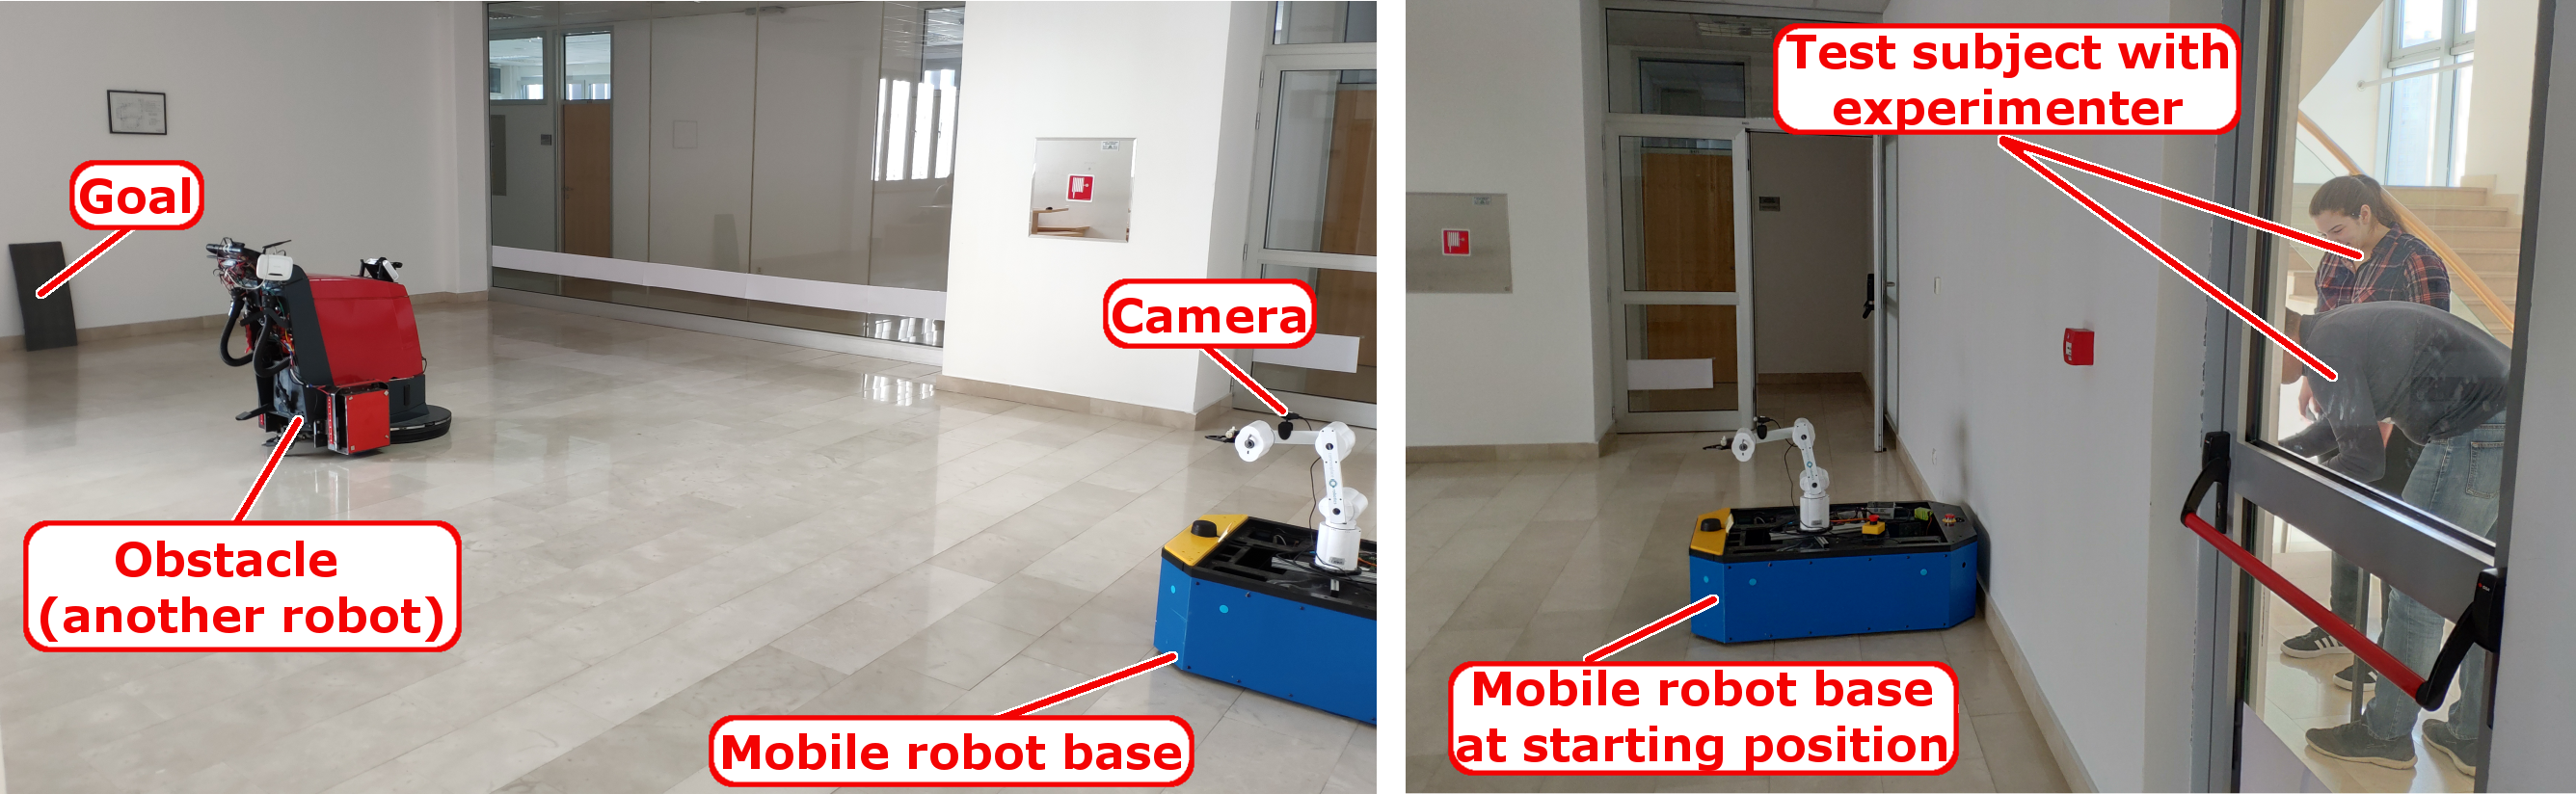 Goal
Camera
Obstacle
(another robot)
Mobile robot base
Test subject with
experimenter
Mobile robot base
at starting position